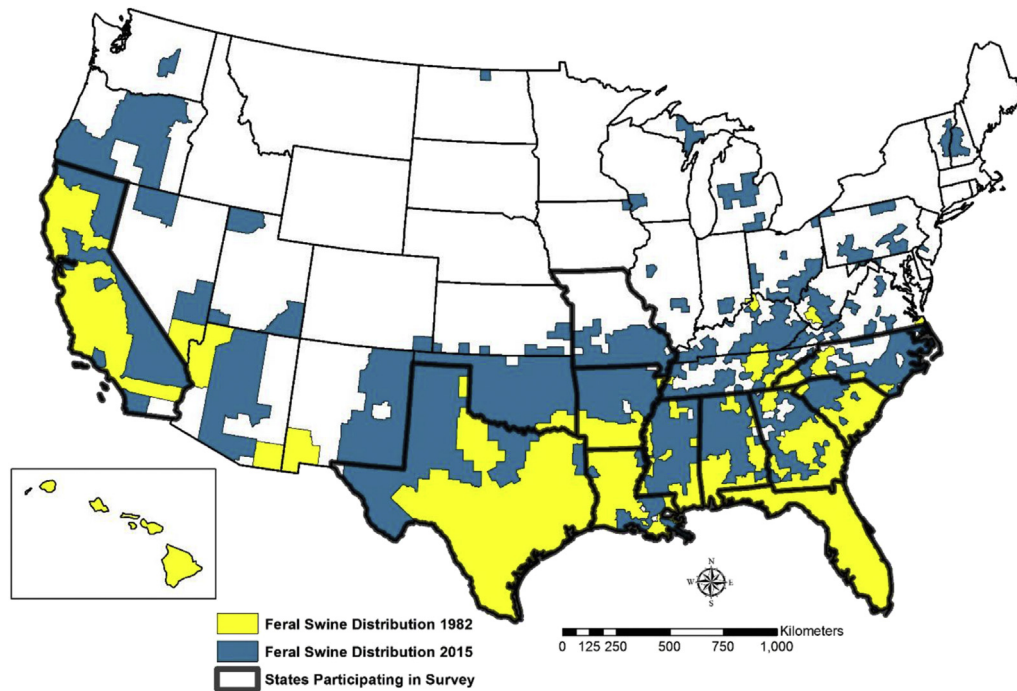 N
W E
S
Feral Swine Distribution 1982
Feral Swine Distribution 2015
States Participating in Survey
Kilometers
0 125 250 500 750 1,000